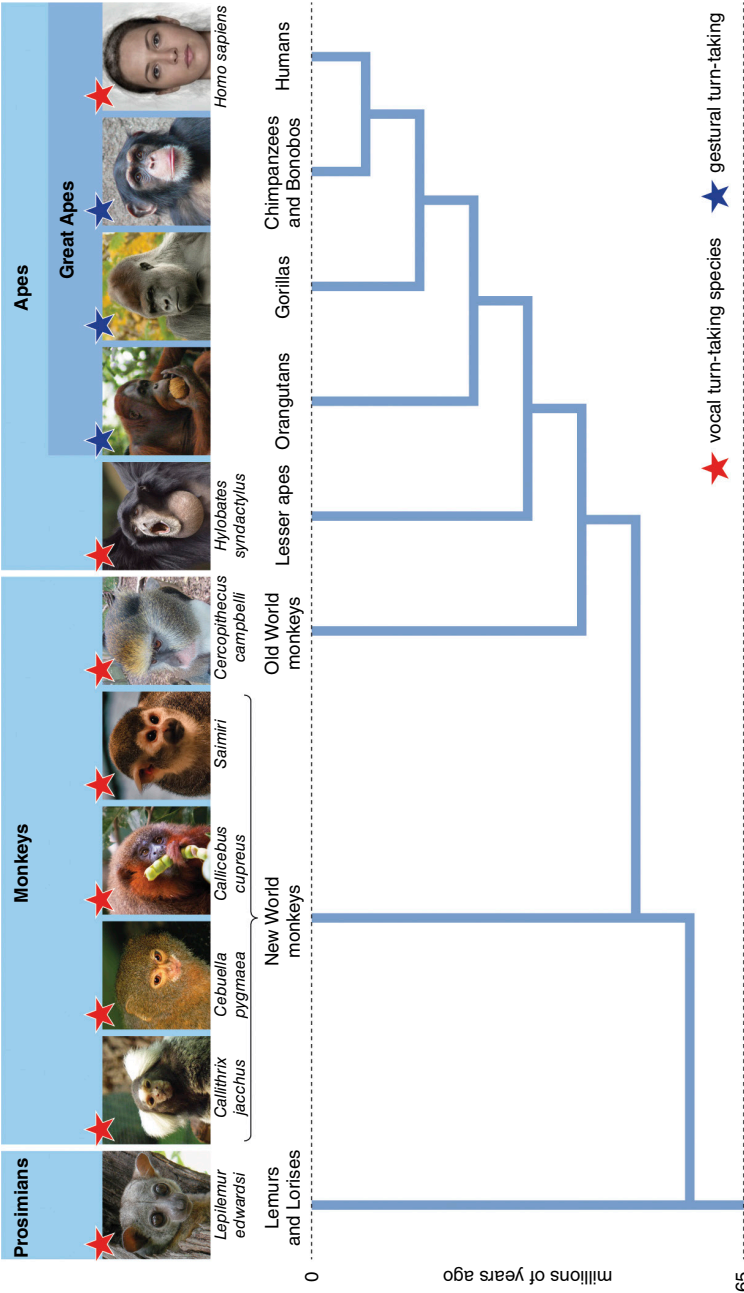 Prosimians
Monkeys
Apes
Great Apes
Lepilemur
edwardsi
Callithrix
jacchus
Cebuella
pygmaea
Callicebus
cupreus
Saimiri
Cercopithecus
campbelli
Hylobates
syndactylus
Homo sapiens
Lemurs
and Lorises
New World
monkeys
Old World
monkeys
Lesser apes
Orangutans
Gorillas
Chimpanzees
and Bonobos
Humans
0
millions of years ago
65
vocal turn-taking species
gestural turn-taking